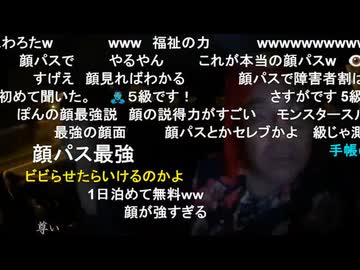 わろたw www 福祉の力 wwwwwwwwwwww
顔パスで やるやん これが本当の顔パスw
すげえ 顔見ればわかる 顔パスで障害者割は
初めて聞いた。 5級です！ さすがです 5級
ぽんの顔最強説 顔の説得力がすごい モンスタースル
最強の顔面 顔パスとかセレブかよ 級じゃ
顔パス最強 手帳
ビビらせたらいけるのかよ
1日泊めて無料ww
顔が強すぎる
尊い